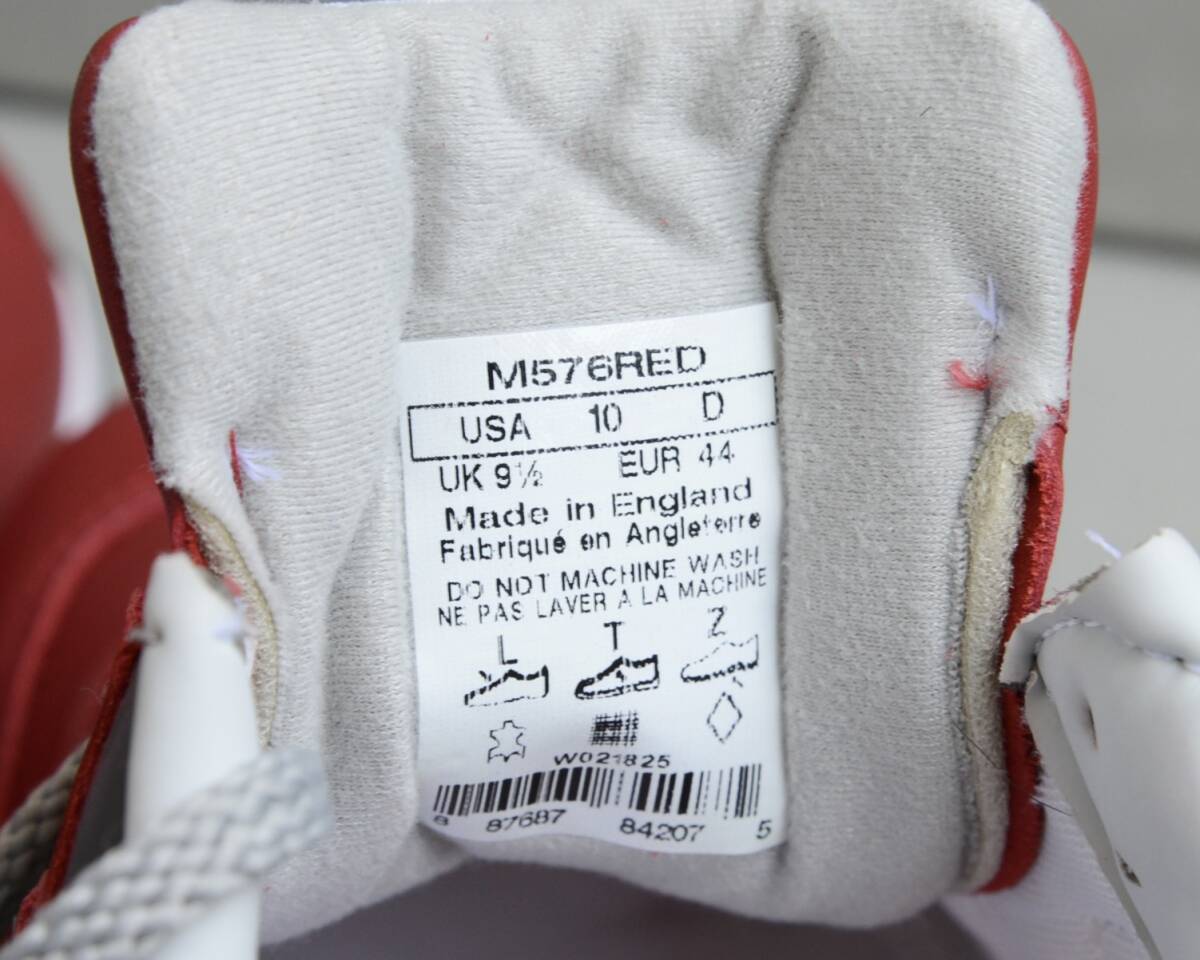 M576RED
USA 10 D
UK 9½ EUR 44
Made in England
Fabriqué en Angleterre
DO NOT MACHINE WASH
NE PAS LAVER A LA MACHINE
L T Z
W021825
8 87687 84207 5